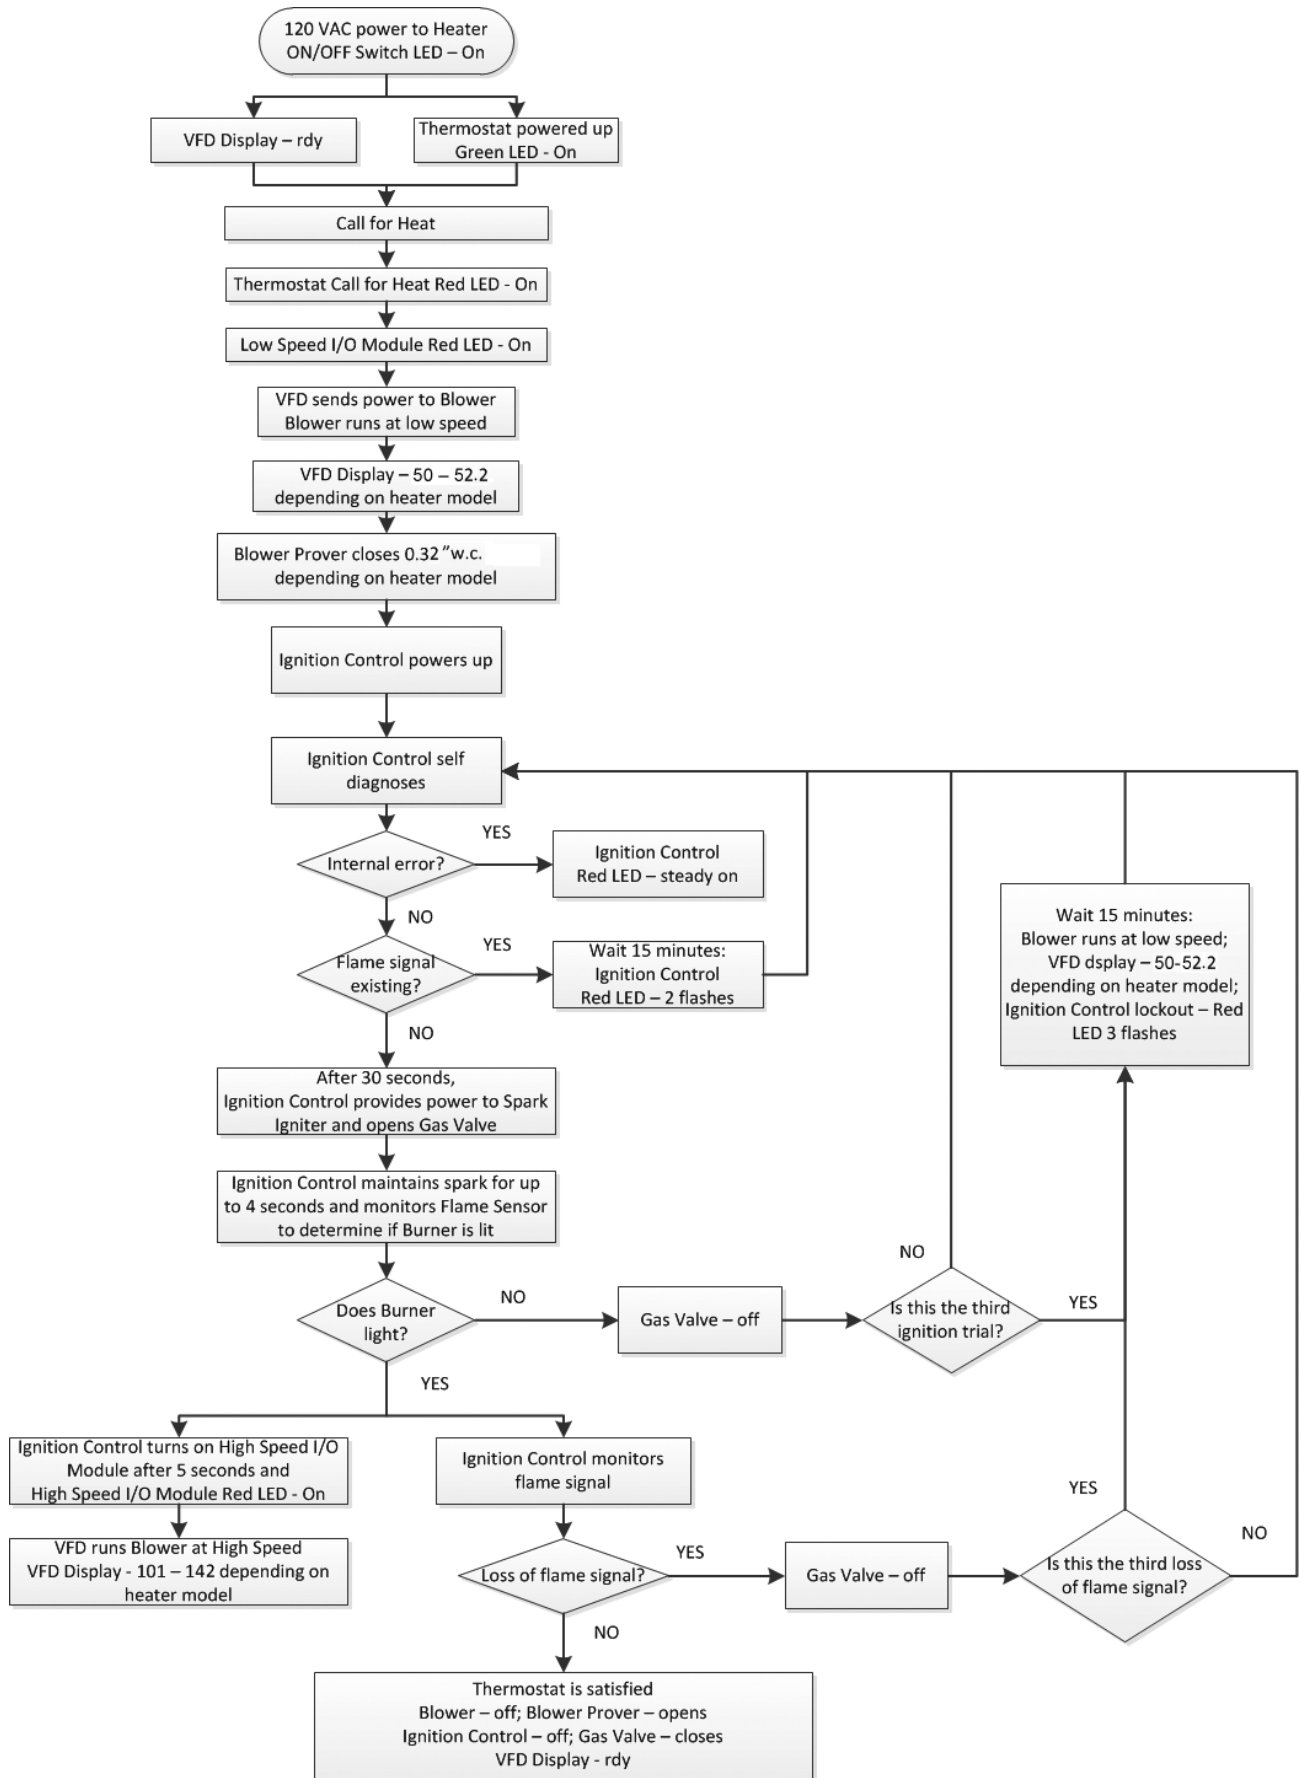 120 VAC power to Heater
ON/OFF Switch LED – On
VFD Display – rdy
Thermostat powered up
Green LED - On
Call for Heat
Thermostat Call for Heat Red LED - On
Low Speed I/O Module Red LED - On
VFD sends power to Blower
Blower runs at low speed
VFD Display – 50 – 52.2
depending on heater model
Blower Prover closes 0.32 "w.c.
depending on heater model
Ignition Control powers up
Ignition Control self
diagnoses
Internal error?
YES
Ignition Control
Red LED – steady on
NO
Flame signal
existing?
YES
Wait 15 minutes:
Ignition Control
Red LED – 2 flashes
Wait 15 minutes:
Blower runs at low speed;
VFD dsplay – 50-52.2
depending on heater model;
Ignition Control lockout – Red
LED 3 flashes
NO
After 30 seconds,
Ignition Control provides power to Spark
Igniter and opens Gas Valve
Ignition Control maintains spark for up
to 4 seconds and monitors Flame Sensor
to determine if Burner is lit
Does Burner
light?
NO
Gas Valve – off
Is this the third
ignition trial?
NO
YES
YES
Ignition Control turns on High Speed I/O
Module after 5 seconds and
High Speed I/O Module Red LED - On
VFD runs Blower at High Speed
VFD Display - 101 – 142 depending on
heater model
Ignition Control monitors
flame signal
Loss of flame signal?
YES
Gas Valve – off
Is this the third loss
of flame signal?
YES
NO
NO
Thermostat is satisfied
Blower – off; Blower Prover – opens
Ignition Control – off; Gas Valve – closes
VFD Display - rdy